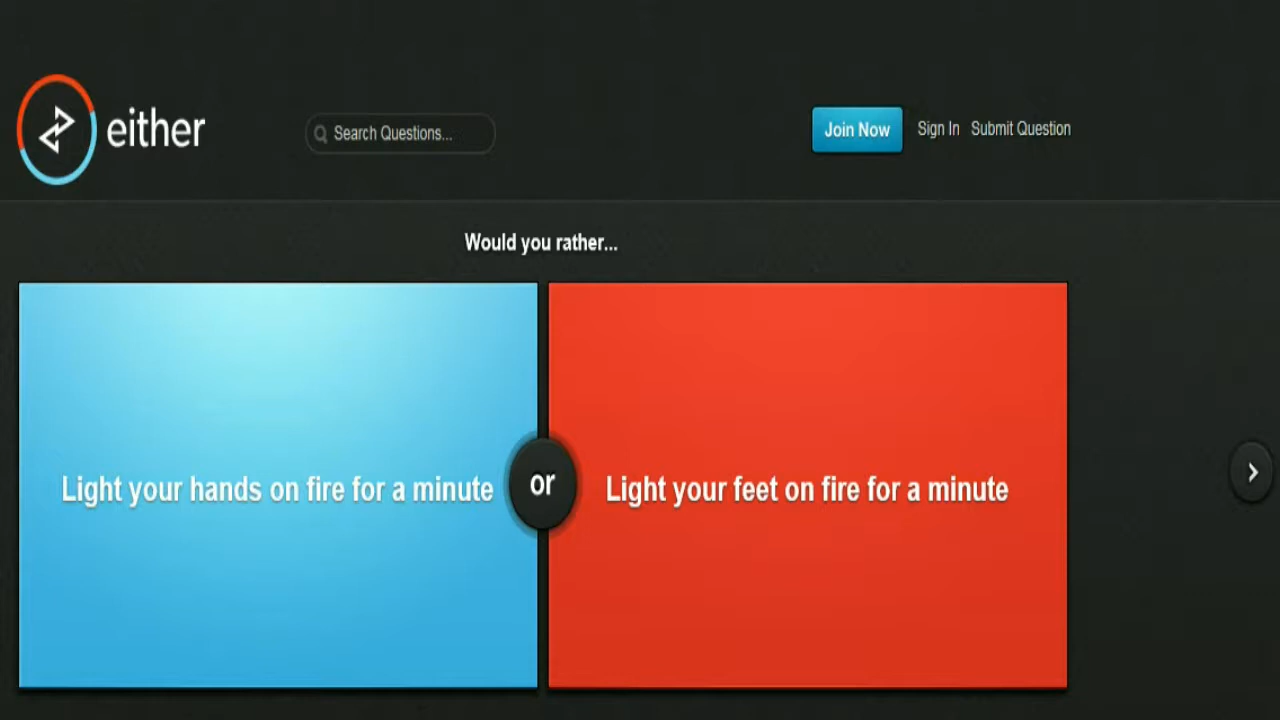 either
Search Questions...
Join Now
Sign In
Submit Question
Would you rather...
Light your hands on fire for a minute
or
Light your feet on fire for a minute